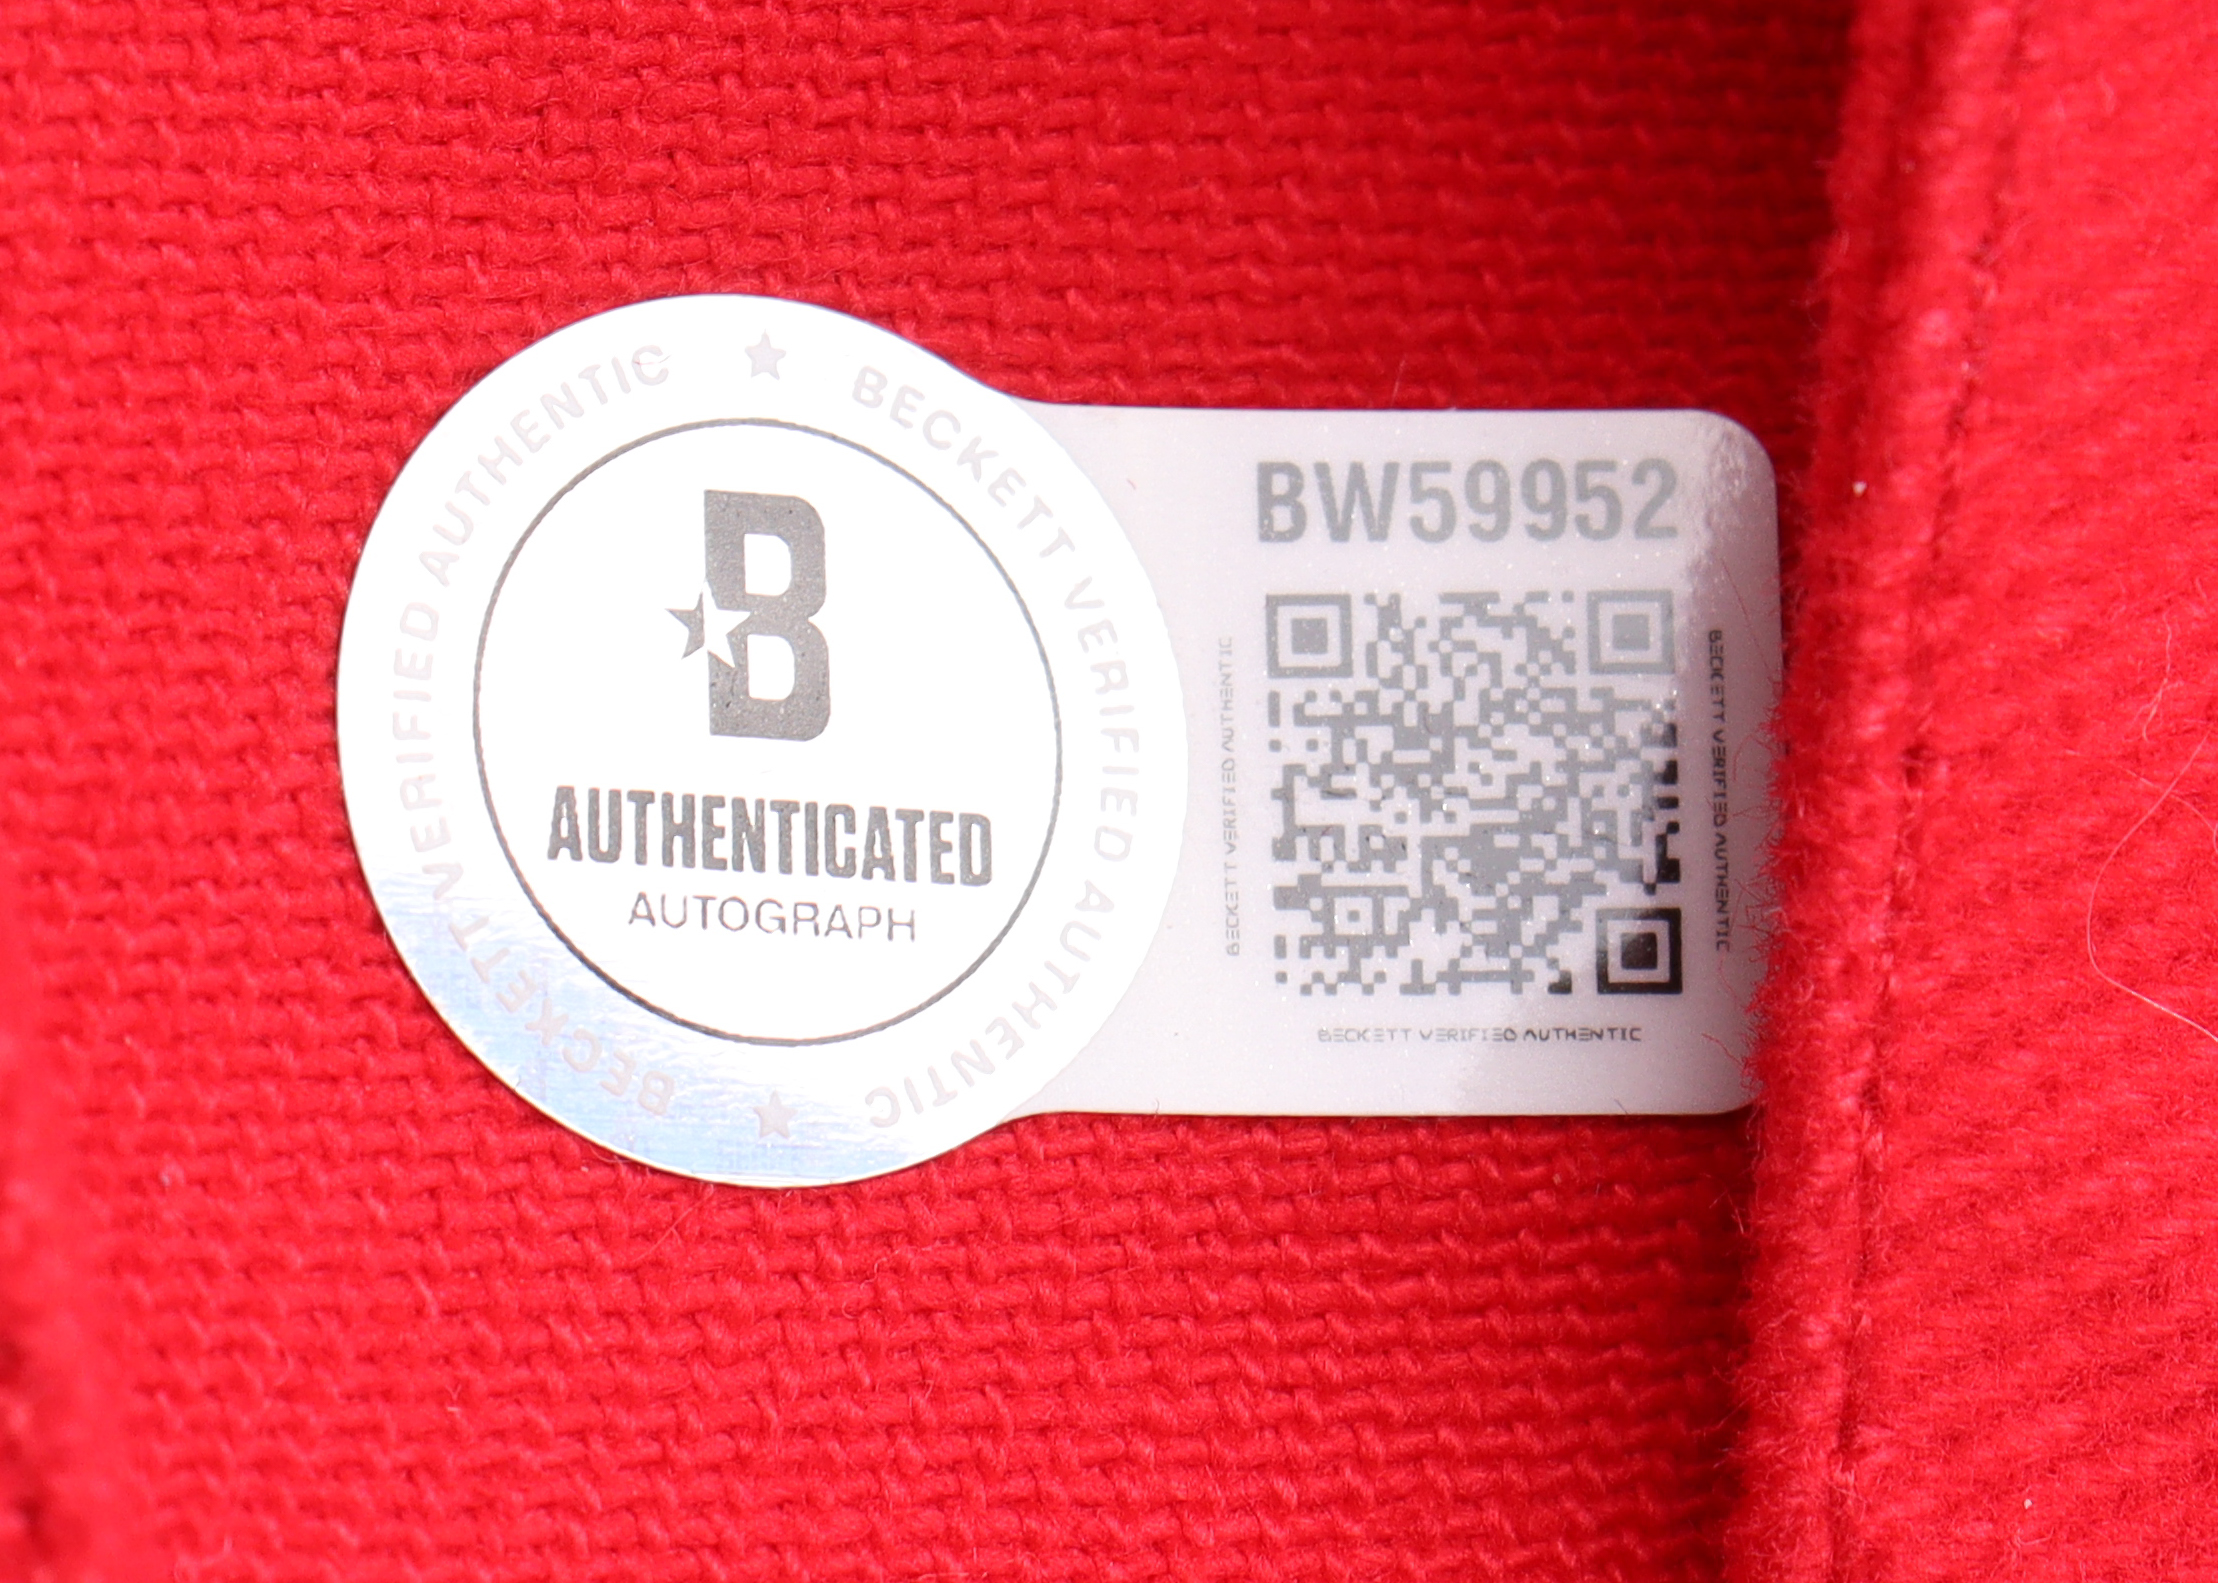 BECKETT VERIFIED AUTHENTIC
BECKETT VERIFIED AUTHENTIC
B
AUTHENTICATED
AUTOGRAPH
BW59952
BECKETT VERIFIED AUTHENTIC
BECKETT VERIFIED AUTHENTIC
BECKETT VERIFIED AUTHENTIC